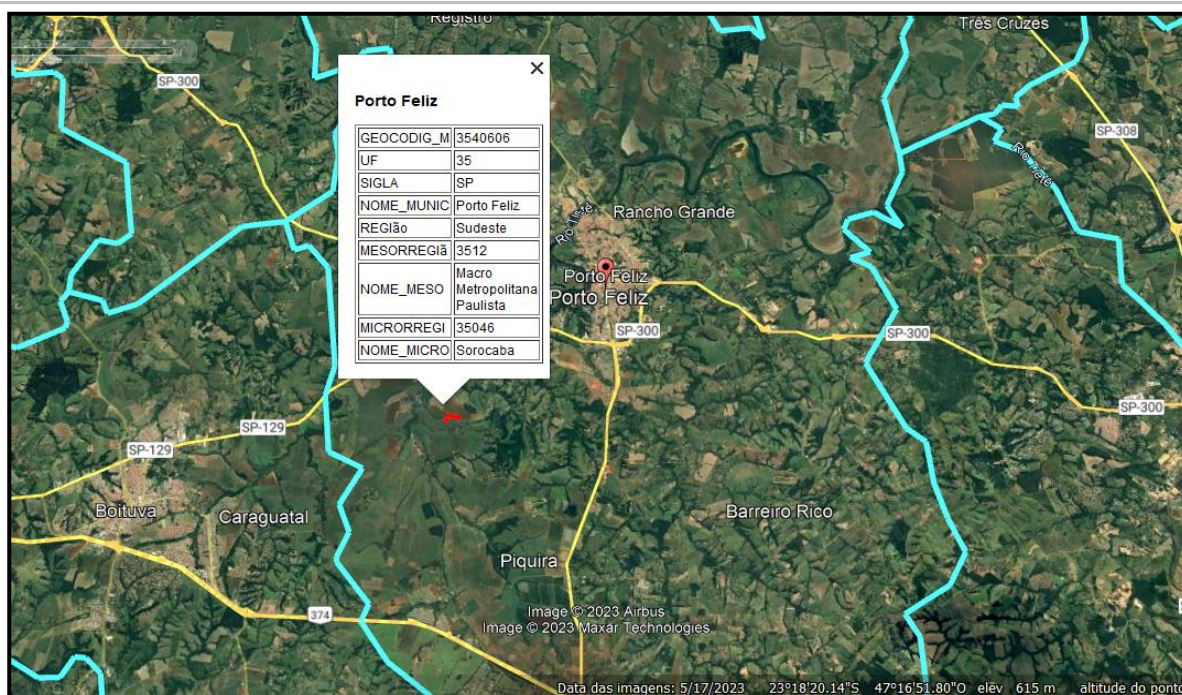 Registro
Três Cruzes
SP-300
SP-308
Rio Tietê
Porto Feliz
GEOCODIG_M 3540606
UF 35
SIGLA SP
NOME_MUNIC Porto Feliz
REGIão Sudeste
MESORREGIã 3512
NOME_MESO Macro Metropolitana Paulista
MICRORREGI 35046
NOME_MICRO Sorocaba
Rio Tietê
Rancho Grande
Porto Feliz
Porto Feliz
SP-300
SP-300
SP-300
SP-129
SP-129
Boituva
Caraguatal
Barreiro Rico
Piquira
374
Image © 2023 Airbus
Image © 2023 Maxar Technologies
Data das imagens: 5/17/2023 23°18'20.14"S 47°16'51.80"O elev 615 m altitude do ponto